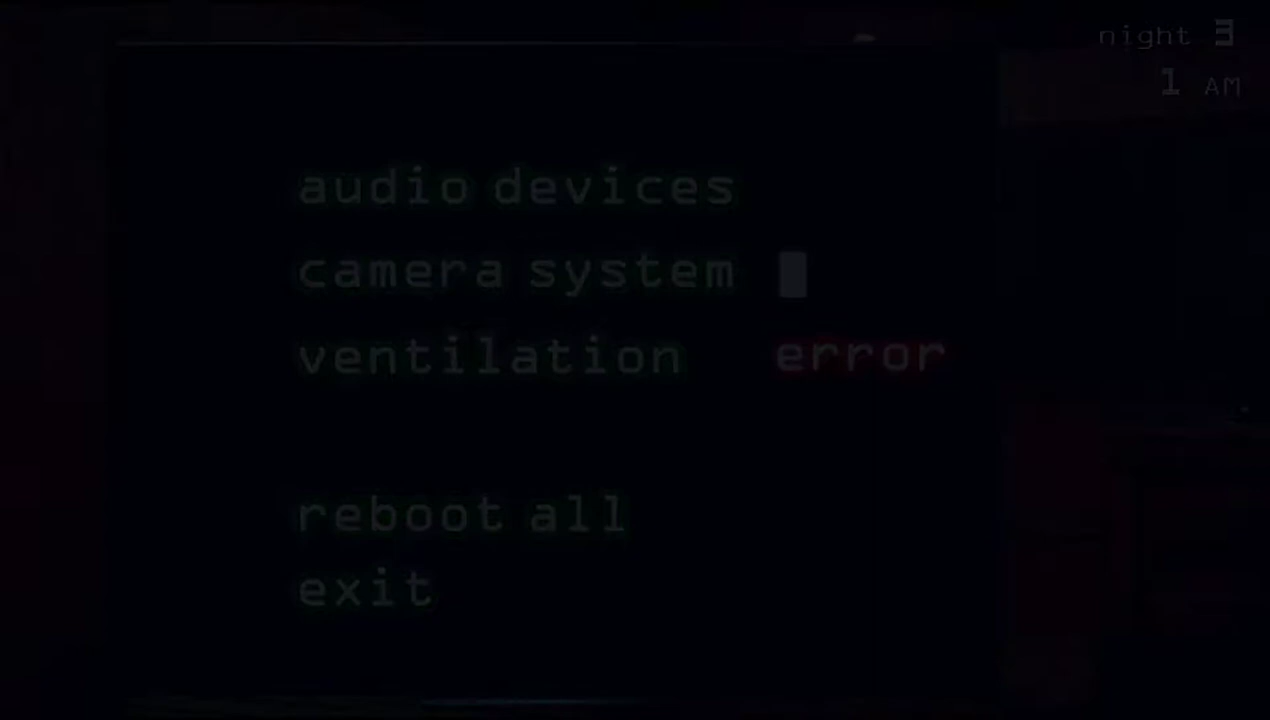 night 3
1 AM
audio devices
camera system
ventilation error
reboot all
exit